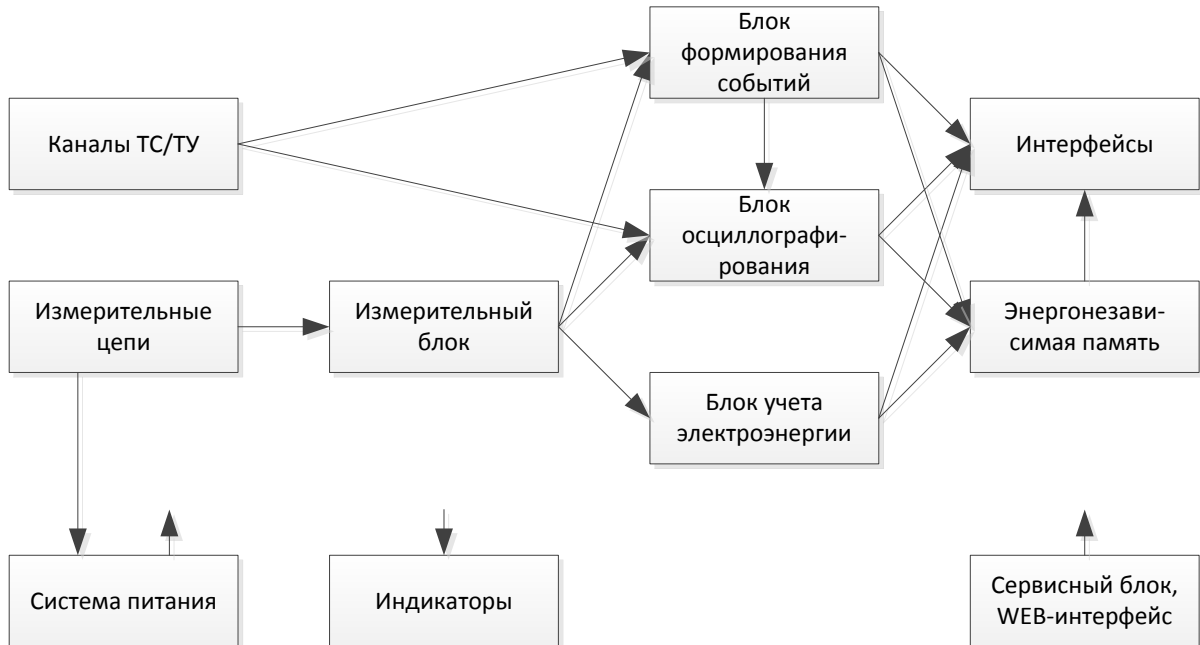 Блок
формирования
событий
Каналы ТС/ТУ
Интерфейсы
Блок
осциллографи-
рования
Измерительные
цепи
Измерительный
блок
Энергонезави-
симая память
Блок учета
электроэнергии
Система питания
Индикаторы
Сервисный блок,
WEB-интерфейс